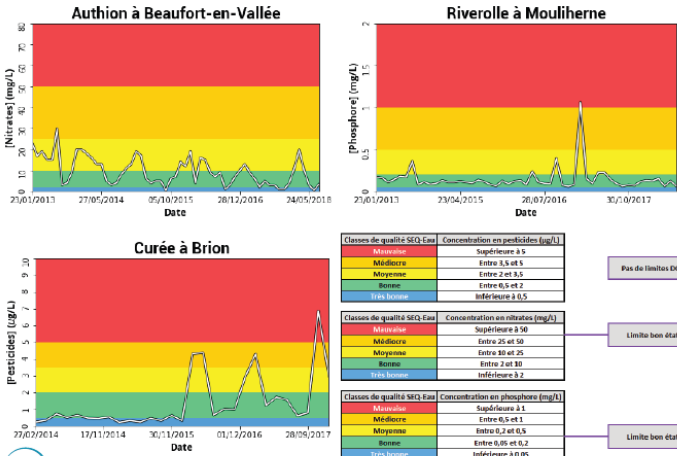 Authion à Beaufort-en-Vallée
[Nitrates] (mg/L)
80
70
60
50
40
30
20
10
0
23/01/2013
27/05/2014
05/10/2015
28/12/2016
24/05/2018
Date
Riverolle à Mouliherne
[Phosphore] (mg/L)
2
1,5
1
0,5
0
23/01/2013
23/04/2015
28/07/2016
30/10/2017
Date
Curée à Brion
[Pesticides] (µg/L)
10
9
8
7
6
5
4
3
2
1
0
27/02/2014
17/11/2014
30/11/2015
01/12/2016
28/09/2017
Date
Classes de qualité SEQ-Eau Concentration en pesticides (µg/L)
Mauvaise Supérieure à 5
Médiocre Entre 3,5 et 5
Moyenne Entre 2 et 3,5
Bonne Entre 0,5 et 2
Très bonne Inférieure à 0,5
Pas de limites
Classes de qualité SEQ-Eau Concentration en nitrates (mg/L)
Mauvaise Supérieure à 50
Médiocre Entre 25 et 50
Moyenne Entre 10 et 25
Bonne Entre 2 et 10
Très bonne Inférieure à 2
Limite bon état
Classes de qualité SEQ-Eau Concentration en phosphore (mg/L)
Mauvaise Supérieure à 1
Médiocre Entre 0,5 et 1
Moyenne Entre 0,2 et 0,5
Bonne Entre 0,05 et 0,2
Très bonne Inférieure à 0,05
Limite bon état